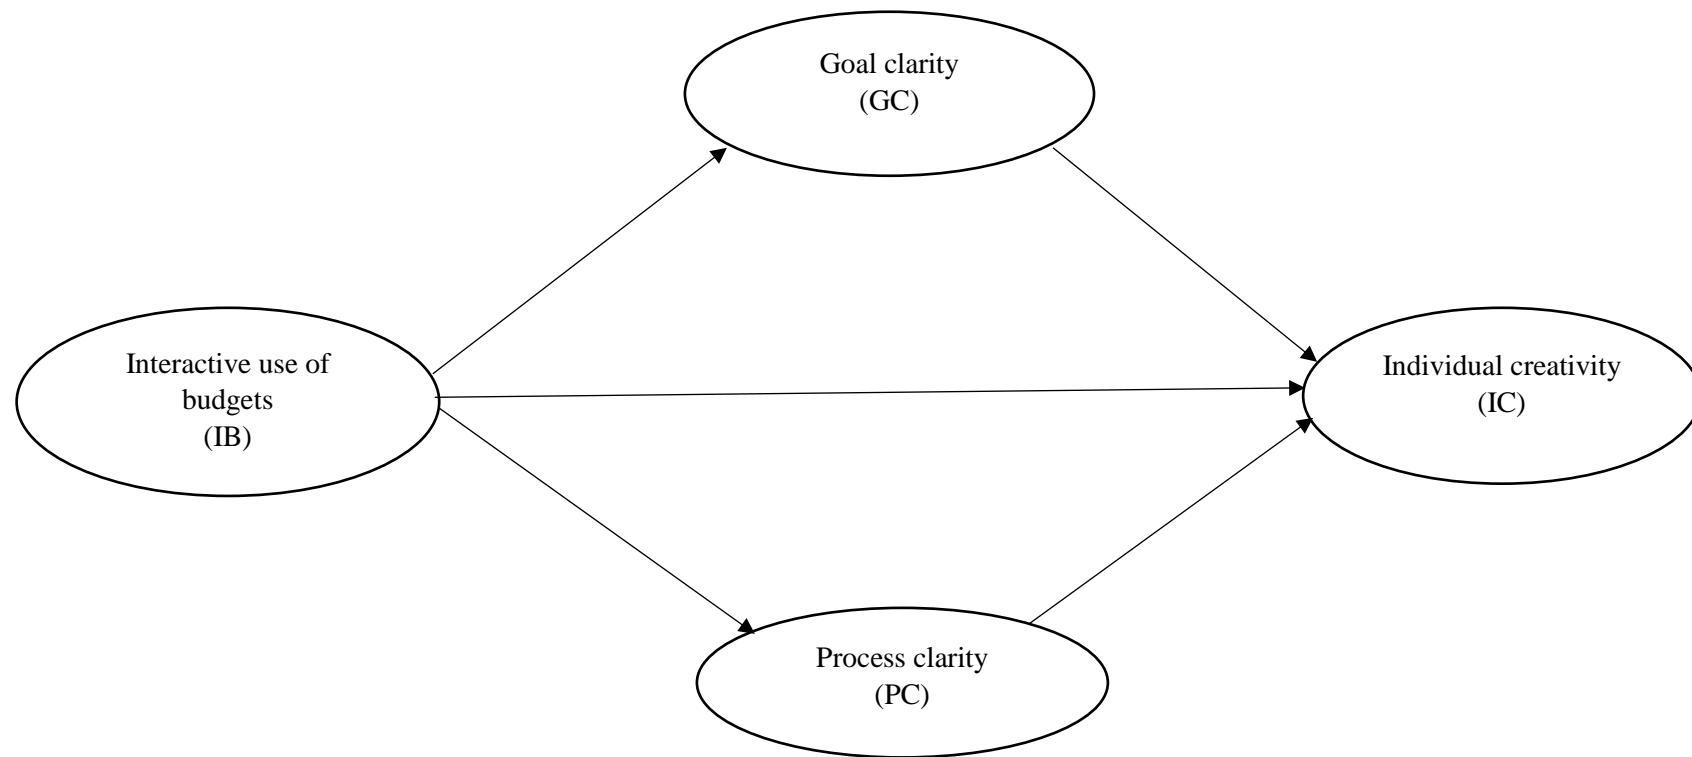 Goal clarity
(GC)
Interactive use of
budgets
(IB)
Individual creativity
(IC)
Process clarity
(PC)